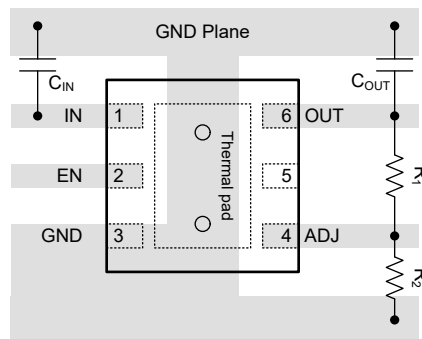 GND Plane
CIN
COUT
IN 1 6 OUT
Thermal pad
R1
EN 2 5
GND 3 4 ADJ
R2